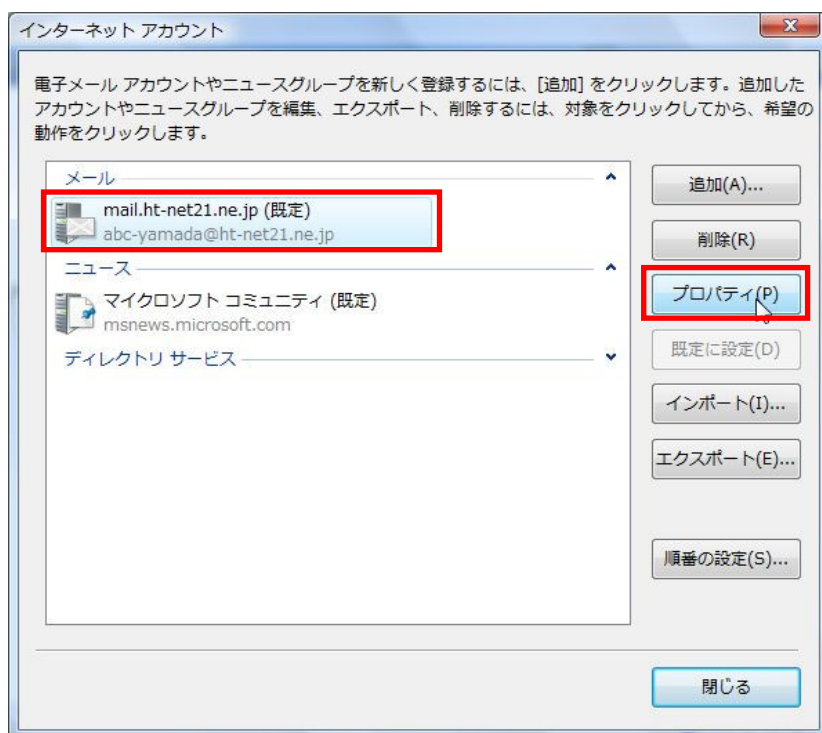 インターネット アカウント
電子メール アカウントやニュースグループを新しく登録するには、[追加] をクリックします。追加した
アカウントやニュースグループを編集、エクスポート、削除するには、対象をクリックしてから、希望の
動作をクリックします。
メール
mail.ht-net21.ne.jp (既定)
abc-yamada@ht-net21.ne.jp
ニュース
マイクロソフト コミュニティ (既定)
msnews.microsoft.com
ディレクトリ サービス
追加(A)...
削除(R)
プロパティ(P)
既定に設定(D)
インポート(I)...
エクスポート(E)...
順番の設定(S)...
閉じる